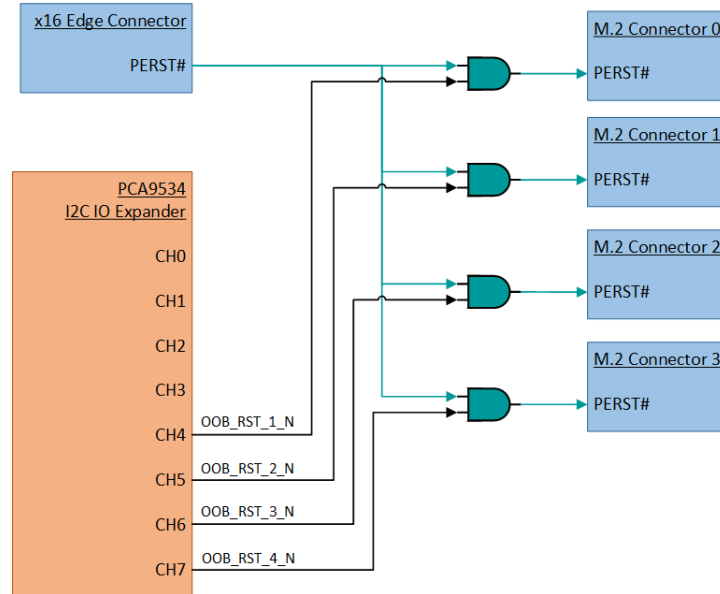 x16 Edge Connector
PERST#
M.2 Connector 0
PERST#
M.2 Connector 1
PERST#
M.2 Connector 2
PERST#
M.2 Connector 3
PERST#
PCA9534
I2C IO Expander
CH0
CH1
CH2
CH3
CH4
OOB_RST_1_N
CH5
OOB_RST_2_N
CH6
OOB_RST_3_N
CH7
OOB_RST_4_N